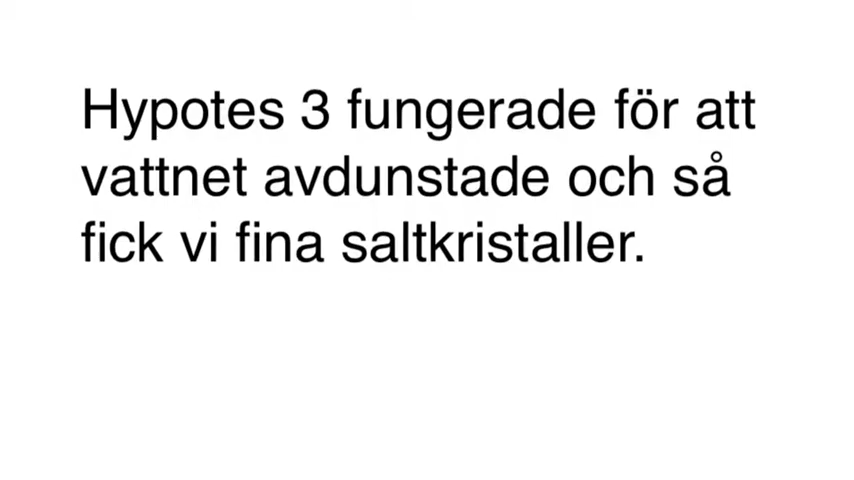 Hypotes 3 fungerade för att
vattnet avdunstade och så
fick vi fina saltkristaller.